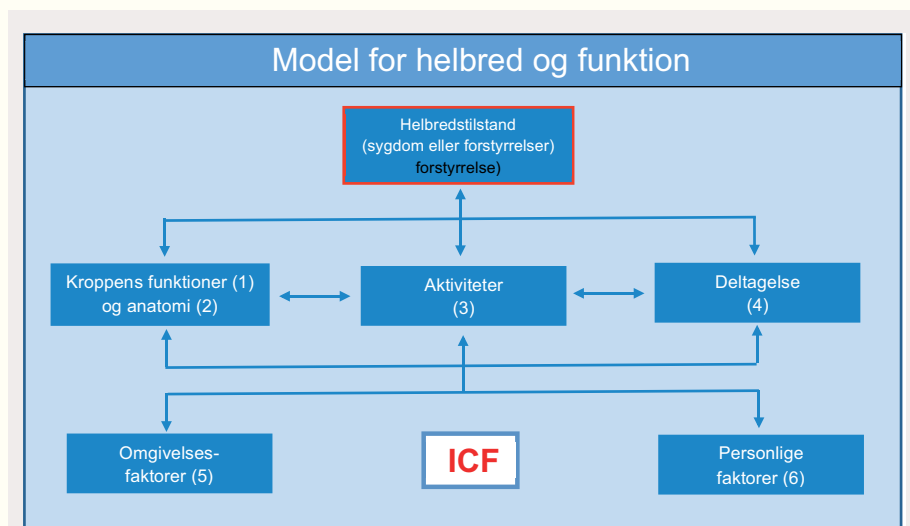 Model for helbred og funktion
Helbredstilstand
(sygdom eller forstyrrelser)
forstyrrelse)
Kroppens funktioner (1)
og anatomi (2)
Aktiviteter
(3)
Deltagelse
(4)
Omgivelses-
faktorer (5)
ICF
Personlige
faktorer (6)